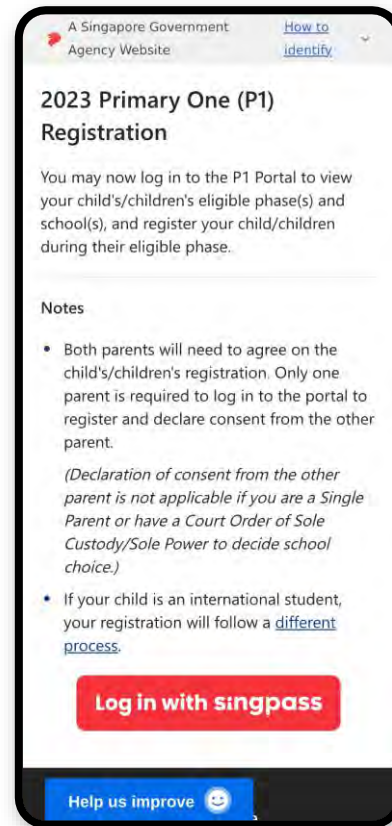 A Singapore Government
Agency Website
How to
identify
2023 Primary One (P1)
Registration
You may now log in to the P1 Portal to view
your child's/children's eligible phase(s) and
school(s), and register your child/children
during their eligible phase.
Notes
• Both parents will need to agree on the
child's/children's registration. Only one
parent is required to log in to the portal to
register and declare consent from the other
parent.
(Declaration of consent from the other
parent is not applicable if you are a Single
Parent or have a Court Order of Sole
Custody/Sole Power to decide school
choice.)
• If your child is an international student,
your registration will follow a different
process.
Log in with singpass
Help us improve